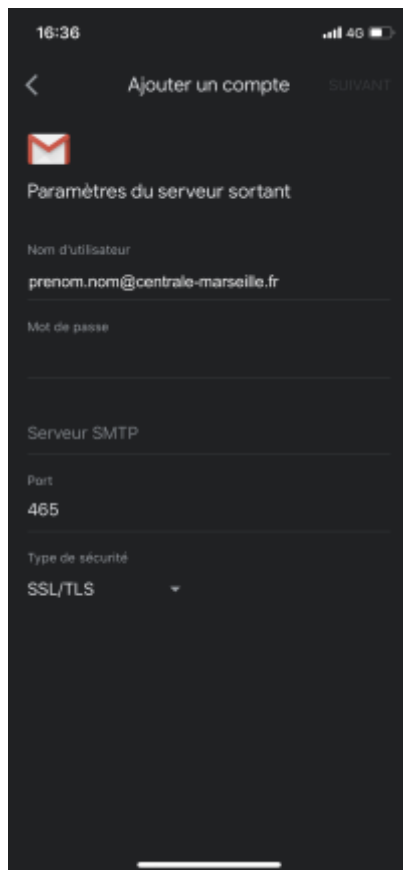 16:36
4G
Ajouter un compte
SUIVANT
Paramètres du serveur sortant
Nom d'utilisateur
prenom.nom@centrale-marseille.fr
Mot de passe
Serveur SMTP
Port
465
Type de sécurité
SSL/TLS